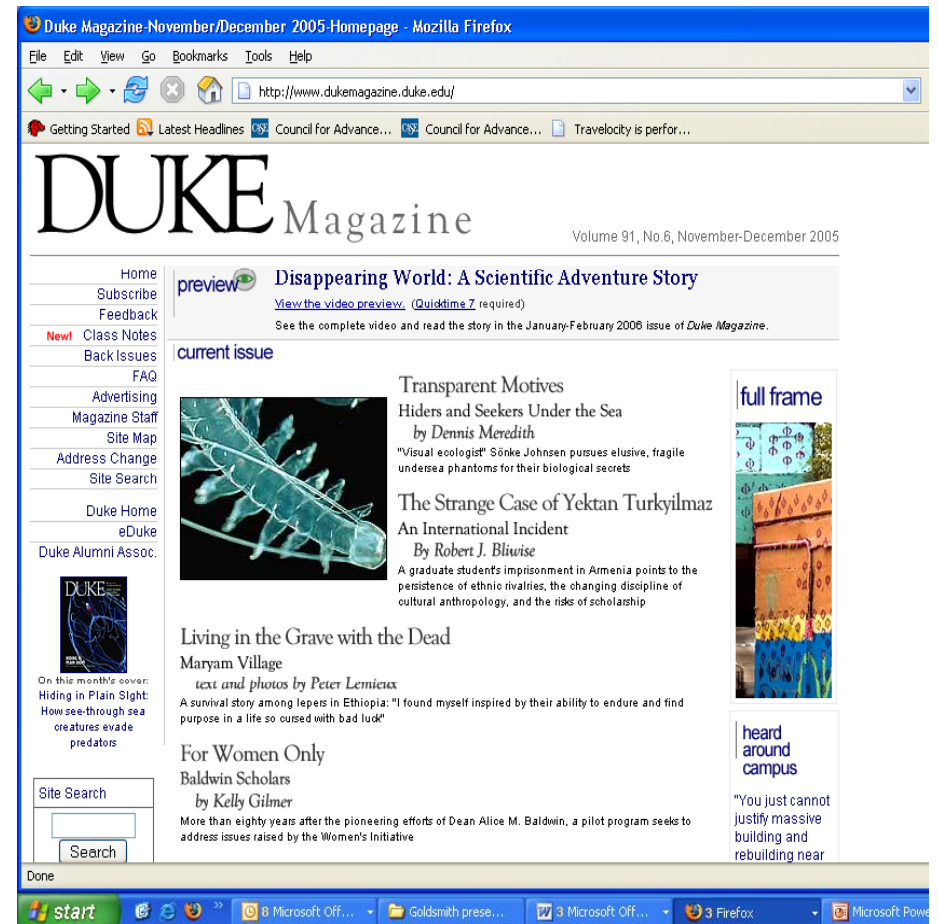 Duke Magazine-November/December 2005-Homepage - Mozilla Firefox
File Edit View Go Bookmarks Tools Help
http://www.dukemagazine.duke.edu/
Getting Started Latest Headlines CASE Council for Advance... CASE Council for Advance... Travelocity is perfor...
DUKE Magazine
Volume 91, No.6, November-December 2005
Home
Subscribe
Feedback
New! Class Notes
Back Issues
FAQ
Advertising
Magazine Staff
Site Map
Address Change
Site Search
Duke Home
eDuke
Duke Alumni Assoc.
DUKE
On this month's cover:
Hiding in Plain SIght:
How see-through sea
creatures evade
predators
Site Search
Search
preview
Disappearing World: A Scientific Adventure Story
View the video preview. (Quicktime 7 required)
See the complete video and read the story in the January-February 2006 issue of Duke Magazine.
current issue
Transparent Motives
Hiders and Seekers Under the Sea
by Dennis Meredith
"Visual ecologist" Sönke Johnsen pursues elusive, fragile
undersea phantoms for their biological secrets
The Strange Case of Yektan Turkyilmaz
An International Incident
By Robert J. Bliwise
A graduate student's imprisonment in Armenia points to the
persistence of ethnic rivalries, the changing discipline of
cultural anthropology, and the risks of scholarship
Living in the Grave with the Dead
Maryam Village
text and photos by Peter Lemieux
A survival story among lepers in Ethiopia: "I found myself inspired by their ability to endure and find
purpose in a life so cursed with bad luck"
For Women Only
Baldwin Scholars
by Kelly Gilmer
More than eighty years after the pioneering efforts of Dean Alice M. Baldwin, a pilot program seeks to
address issues raised by the Women's Initiative
full frame
heard
around
campus
"You just cannot
justify massive
building and
rebuilding near
Done
start 8 Microsoft Off... Goldsmith prese... 3 Microsoft Off... 3 Firefox Microsoft Powe